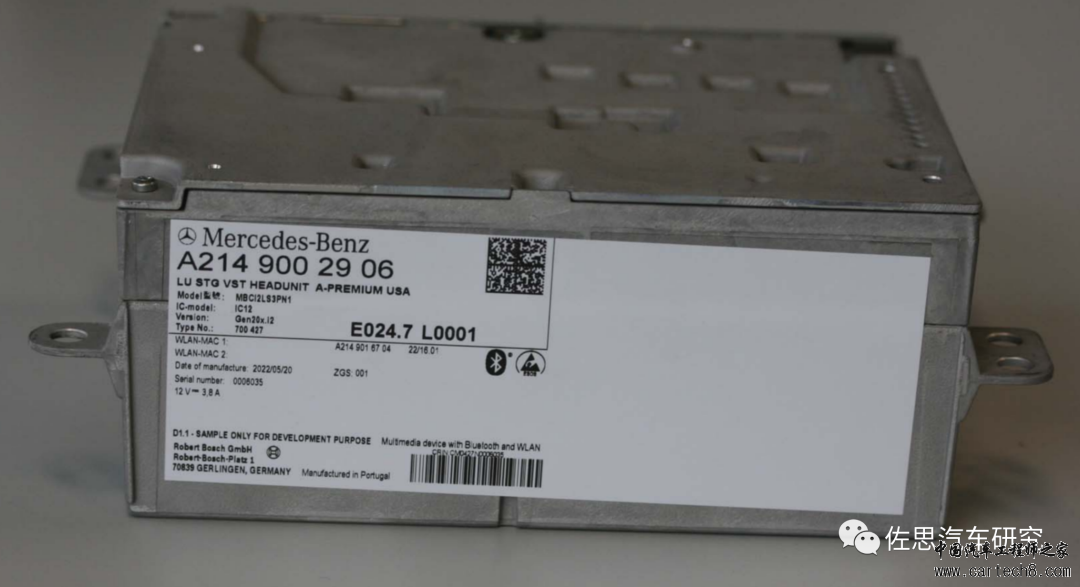 Mercedes-Benz
A214 900 29 06
LU STG VST HEADUNIT A-PREMIUM USA
Model型号: MBCI2LS3PN1
IC-model: IC12
Version: Gen20x.i2
Type No.: 700 427
E024.7 L0001
WLAN-MAC 1:
WLAN-MAC 2:
A214 901 67 04 22/16.01
Date of manufacture: 2022/05/20
ZGS: 001
Serial number: 0006035
12 V 3,8 A
D1.1 - SAMPLE ONLY FOR DEVELOPMENT PURPOSE
Multimedia device with Bluetooth and WLAN
Robert Bosch GmbH
Robert-Bosch-Platz 1
70839 GERLINGEN, GERMANY
Manufactured in Portugal
佐思汽车研究
中国汽车工程师之家
www.cartech8.com